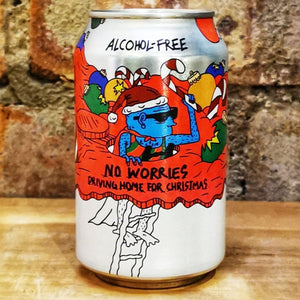 ALCOHOL-FREE
NO WORRIES
DRIVING HOME FOR CHRISTMAS